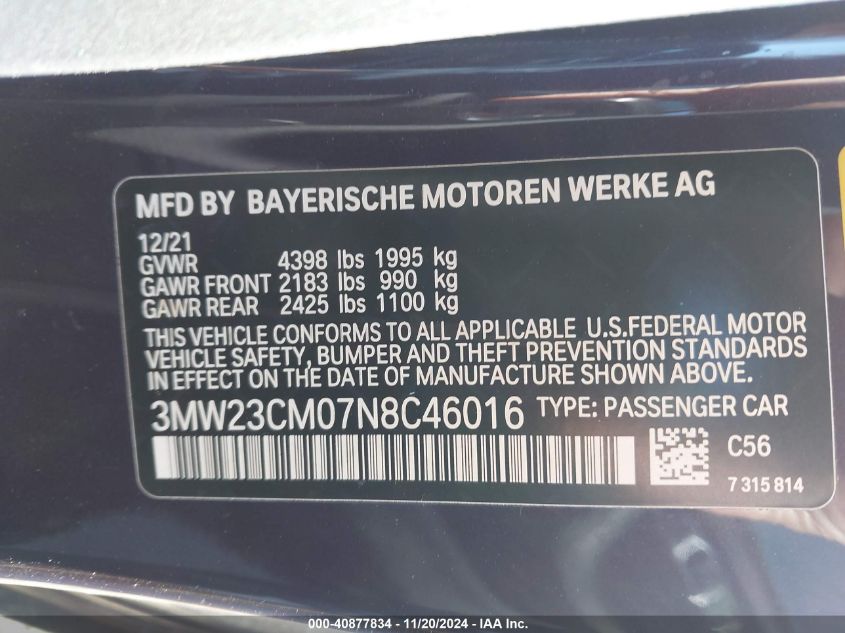 MFD BY BAYERISCHE MOTOREN WERKE AG
12/21
GVWR 4398 lbs 1995 kg
GAWR FRONT 2183 lbs 990 kg
GAWR REAR 2425 lbs 1100 kg
THIS VEHICLE CONFORMS TO ALL APPLICABLE U.S.FEDERAL MOTOR
VEHICLE SAFETY, BUMPER AND THEFT PREVENTION STANDARDS
IN EFFECT ON THE DATE OF MANUFACTURE SHOWN ABOVE.
3MW23CM07N8C46016 TYPE: PASSENGER CAR
C56
7 315 814
000-40877834 - 11/20/2024 - IAA Inc.